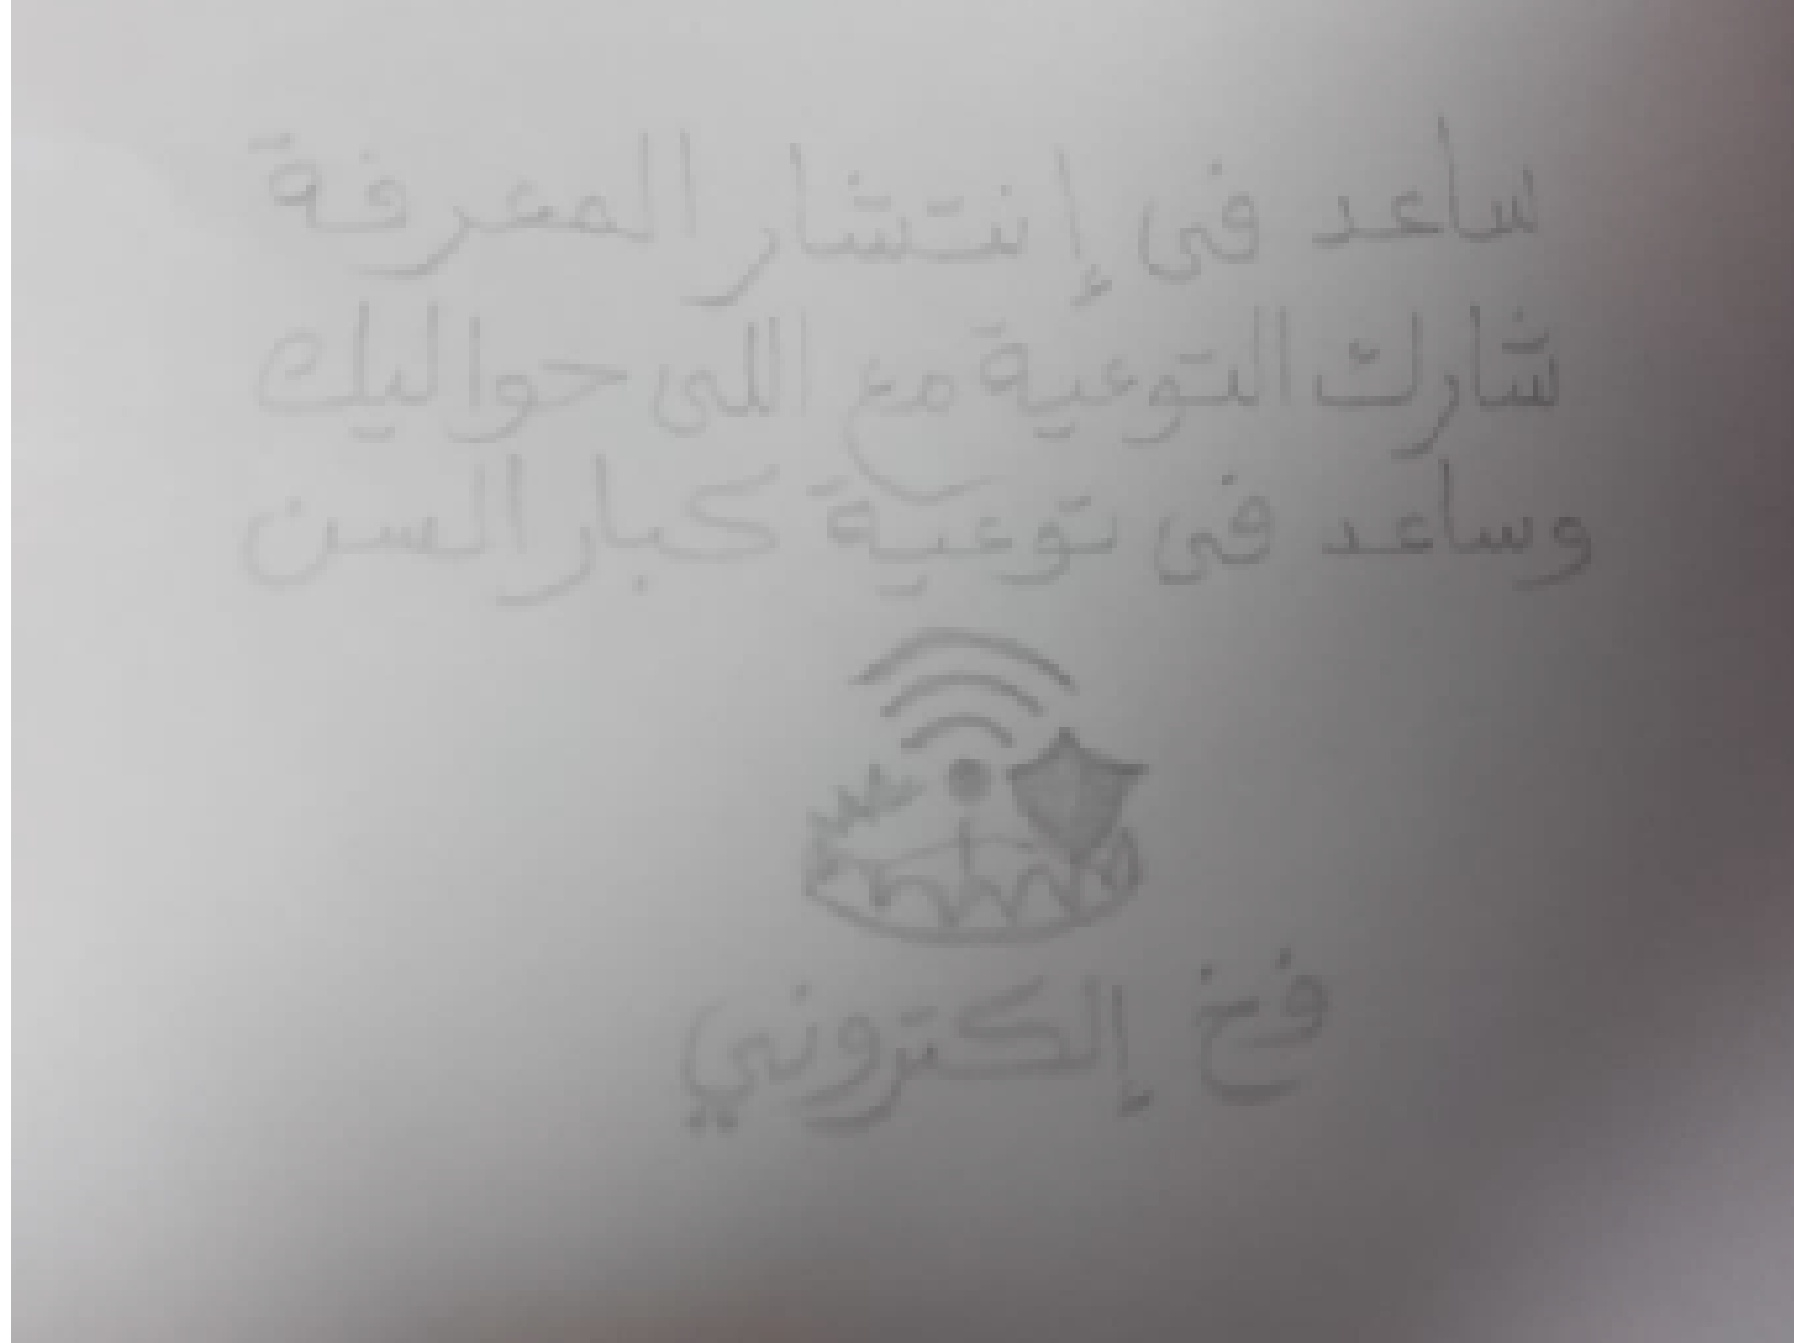 ساعد فى إنتشار المعرفة
شارك التوعية مع اللى حواليك
وساعد فى توعية كبار السن
فخ إلكتروني